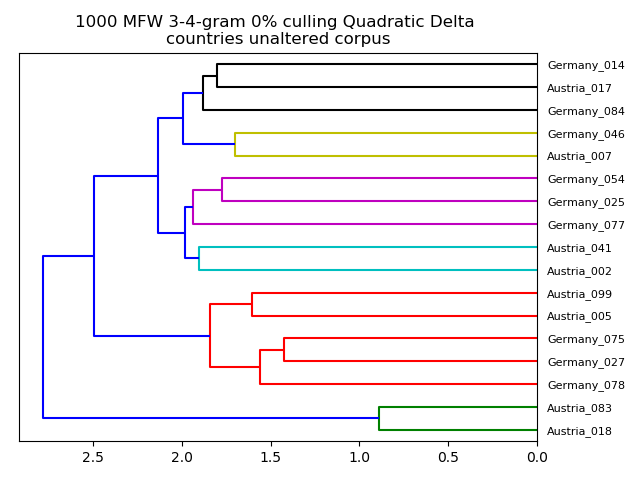 1000 MFW 3-4-gram 0% culling Quadratic Delta
countries unaltered corpus
Germany_014
Austria_017
Germany_084
Germany_046
Austria_007
Germany_054
Germany_025
Germany_077
Austria_041
Austria_002
Austria_099
Austria_005
Germany_075
Germany_027
Germany_078
Austria_083
Austria_018
2.5 2.0 1.5 1.0 0.5 0.0